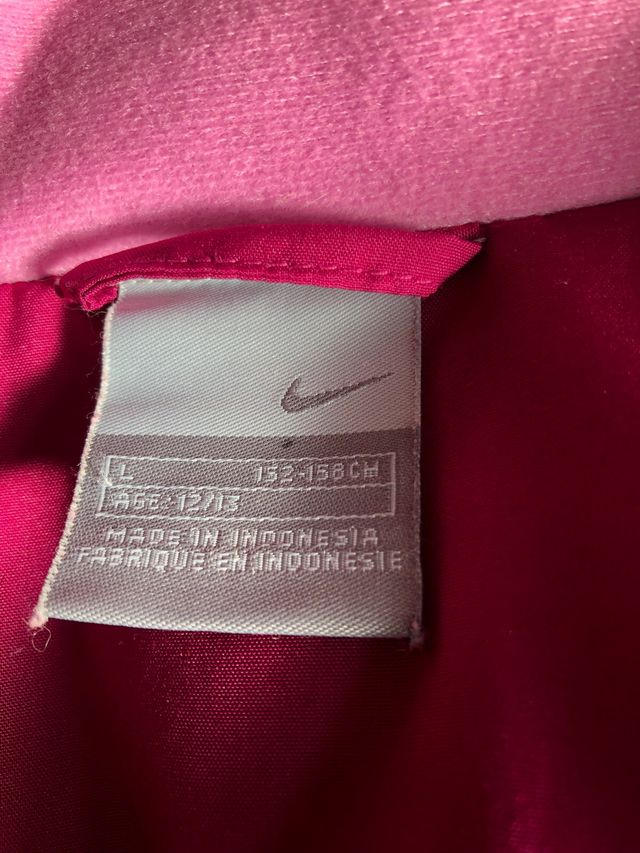 L 152-158CM
AGE:12/13
MADE IN INDONESIA
FABRIQUE EN INDONESIE